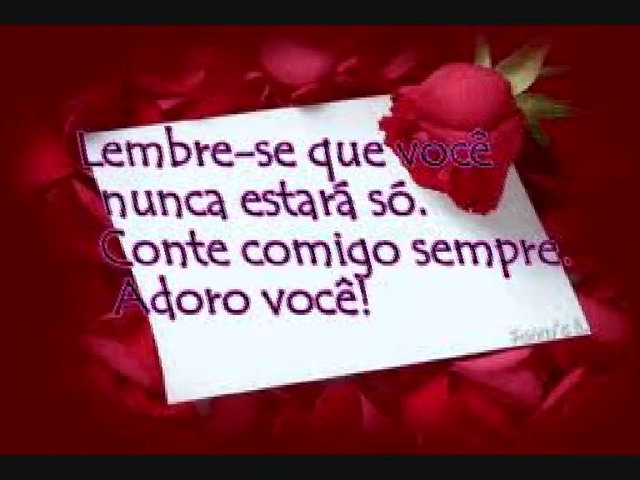 Lembre-se que você
nunca estará só.
Conte comigo sempre.
Adoro você!